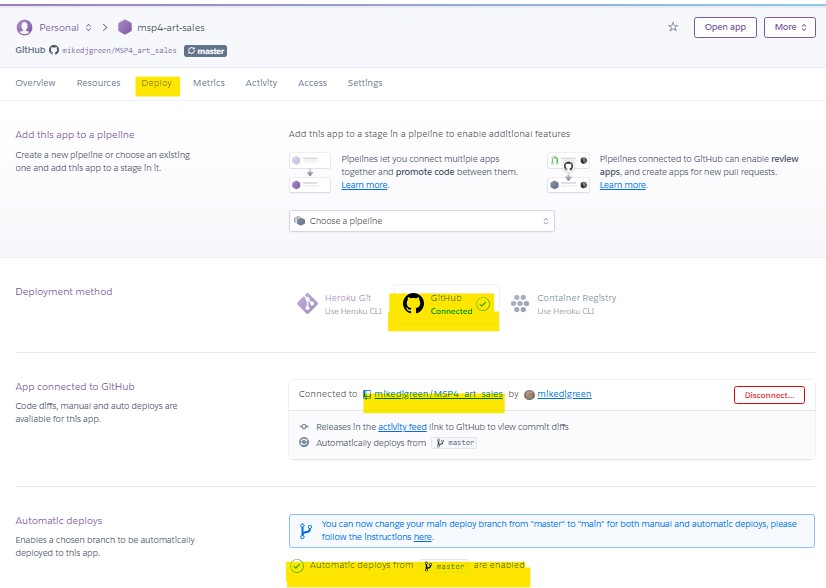 Personal > msp4-art-sales
Open app
More
GitHub mikedjgreen/MSP4_art_sales master
Overview Resources Deploy Metrics Activity Access Settings
Add this app to a pipeline
Create a new pipeline or choose an existing
one and add this app to a stage in it.
Add this app to a stage in a pipeline to enable additional features
Pipelines let you connect multiple apps
together and promote code between them.
Learn more.
Pipelines connected to GitHub can enable review
apps, and create apps for new pull requests.
Learn more.
Choose a pipeline
Deployment method
Heroku Git
Use Heroku CLI
GitHub
Connected
Container Registry
Use Heroku CLI
App connected to GitHub
Code diffs, manual and auto deploys are
available for this app.
Connected to mikedjgreen/MSP4_art_sales by mikedjgreen
Disconnect...
Releases in the activity feed link to GitHub to view commit diffs
Automatically deploys from master
Automatic deploys
Enables a chosen branch to be automatically
deployed to this app.
You can now change your main deploy branch from "master" to "main" for both manual and automatic deploys, please
follow the instructions here.
Automatic deploys from master are enabled